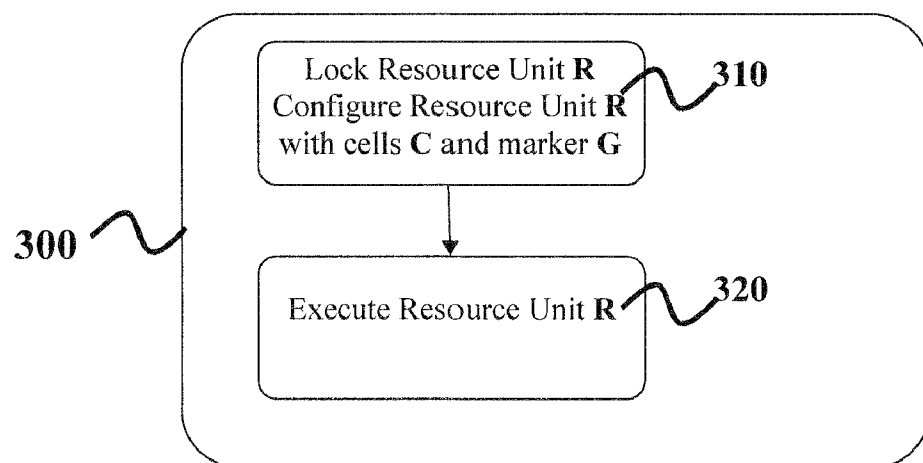 Lock Resource Unit R
Configure Resource Unit R
with cells C and marker G
310
300
Execute Resource Unit R
320